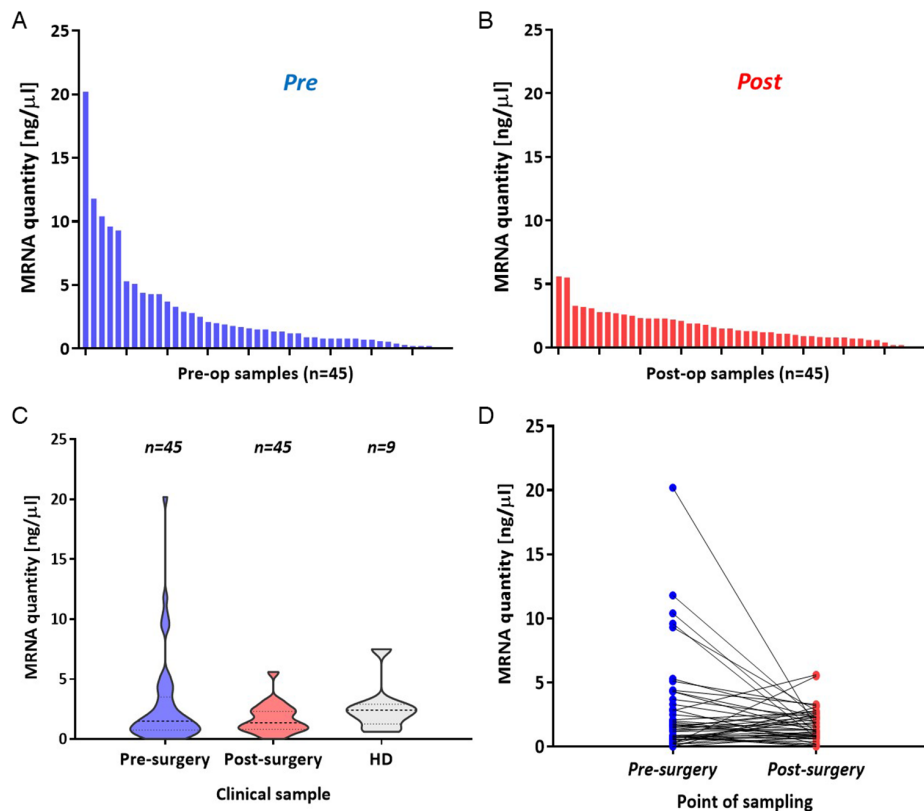 A
MRNA quantity [ng/µl]
25
20
15
10
5
0
Pre
Pre-op samples (n=45)
B
MRNA quantity [ng/µl]
25
20
15
10
5
0
Post
Post-op samples (n=45)
C
MRNA quantity [ng/µl]
25
20
15
10
5
0
n=45 n=45 n=9
Pre-surgery Post-surgery HD
Clinical sample
D
MRNA quantity [ng/µl]
25
20
15
10
5
0
Pre-surgery Post-surgery
Point of sampling